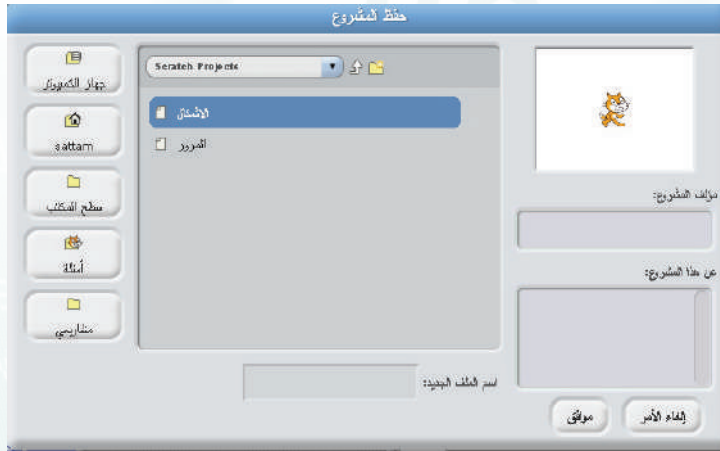 حفظ المشروع
جهاز الكمبيوتر
sattam
سطح المكتب
أمثلة
مشاريعي
Scratch Projects
الاشكال
المرور
اسم الملف الجديد:
مؤلف المشروع:
عن هذا المشروع:
موافق
إلغاء الأمر